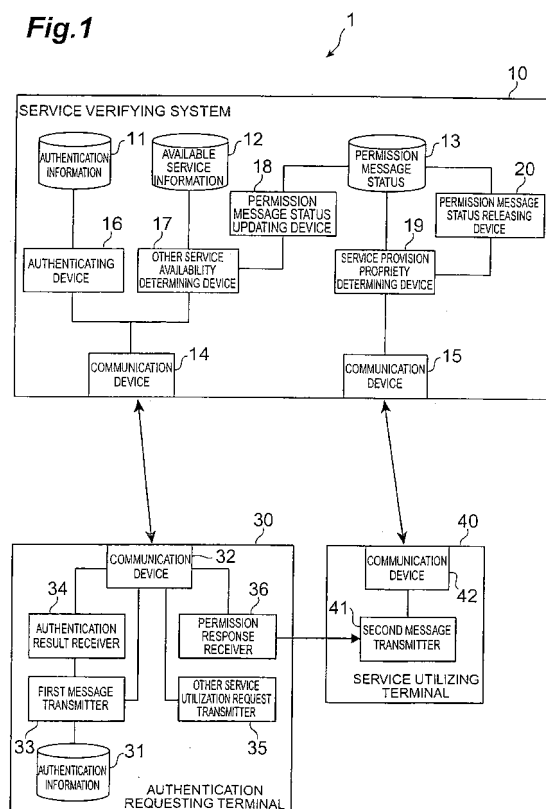 Fig.1
1
10
SERVICE VERIFYING SYSTEM
11
AUTHENTICATION
INFORMATION
12
AVAILABLE
SERVICE
INFORMATION
13
PERMISSION
MESSAGE
STATUS
18
PERMISSION
MESSAGE STATUS
UPDATING DEVICE
20
PERMISSION MESSAGE
STATUS RELEASING
DEVICE
16
AUTHENTICATING
DEVICE
17
OTHER SERVICE
AVAILABILITY
DETERMINING DEVICE
19
SERVICE PROVISION
PROPRIETY
DETERMINING DEVICE
14
COMMUNICATION
DEVICE
15
COMMUNICATION
DEVICE
30
COMMUNICATION
DEVICE
32
34
AUTHENTICATION
RESULT RECEIVER
36
PERMISSION
RESPONSE
RECEIVER
FIRST MESSAGE
TRANSMITTER
33
OTHER SERVICE
UTILIZATION REQUEST
TRANSMITTER
35
31
AUTHENTICATION
INFORMATION
AUTHENTICATION
REQUESTING TERMINAL
40
COMMUNICATION
DEVICE
42
41
SECOND MESSAGE
TRANSMITTER
SERVICE UTILIZING
TERMINAL